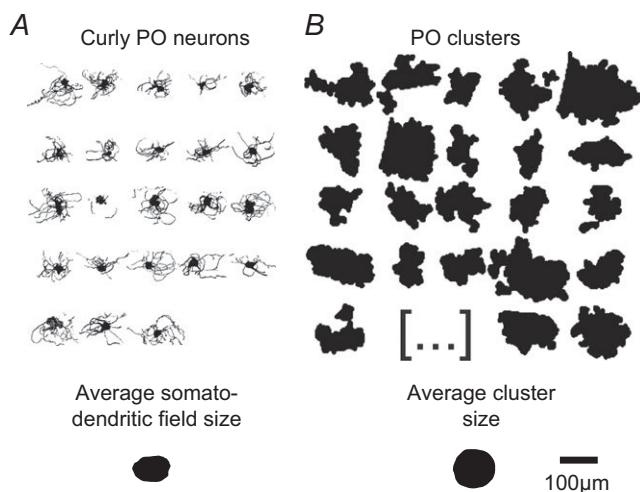 A
Curly PO neurons
B
PO clusters
[...]
Average somato-
dendritic field size
Average cluster
size
100µm